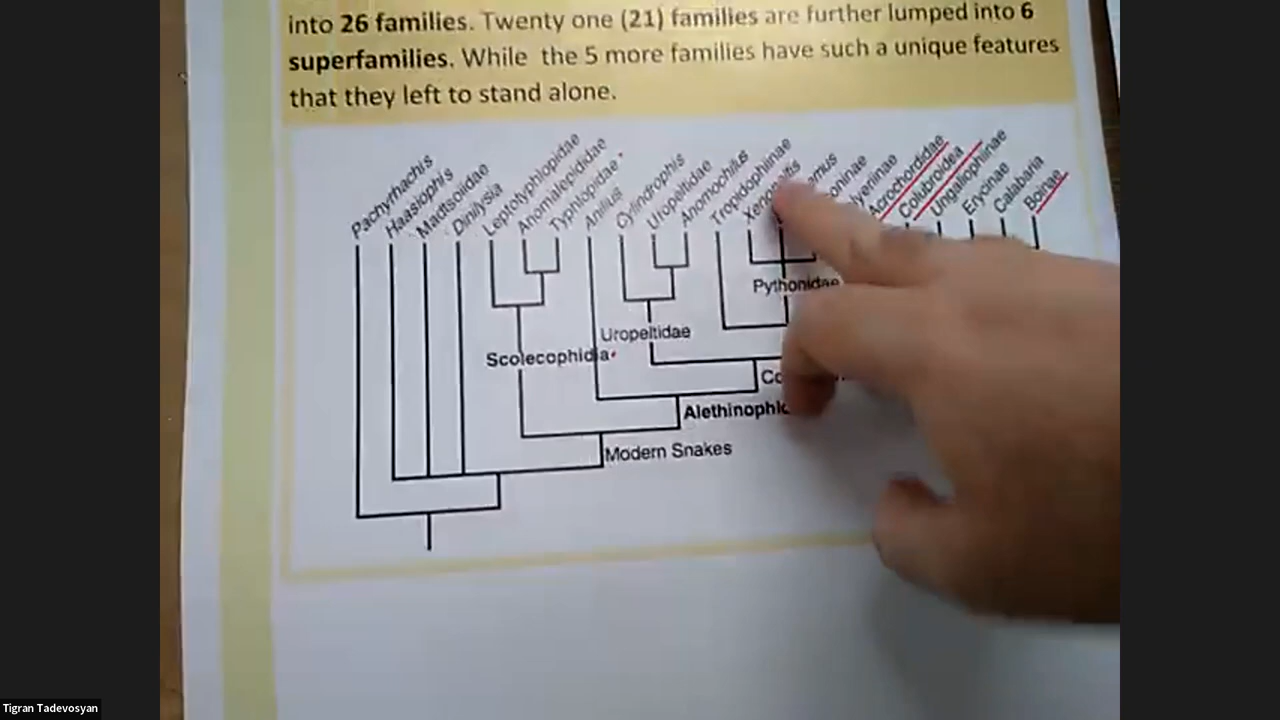 into 26 families. Twenty one (21) families are further lumped into 6
superfamilies. While the 5 more families have such a unique features
that they left to stand alone.
Pachyrhachis
Haasiophis
Madtsoiidae
Dinilysia
Leptotyphlopidae
Anomalepididae
Typhlopidae
Anilius
Cylindrophis
Uropeltidae
Anomochilus
Tropidophiinae
Acrochordidae
Colubroidea
Ungaliophiinae
Erycinae
Calabaria
Boinae
Pythonidae
Uropeltidae
Scolecophidia
Modern Snakes
Tigran Tadevosyan